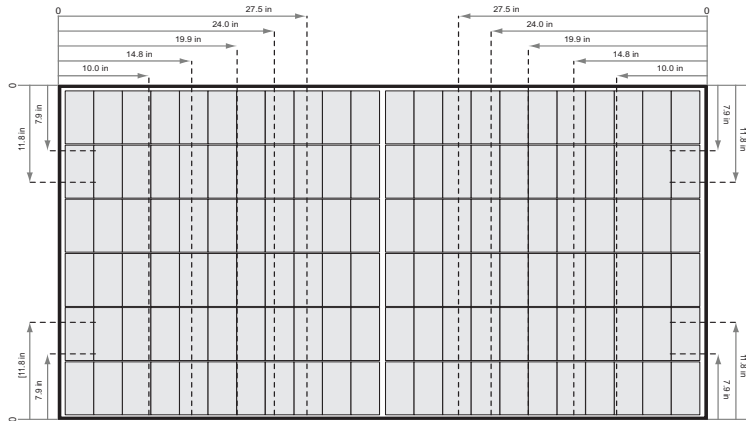 0 27.5 in 27.5 in 0
24.0 in 24.0 in
19.9 in 19.9 in
14.8 in 14.8 in
10.0 in 10.0 in
0
7.9 in
11.8 in
7.9 in
11.8 in
[11.8 in
7.9 in
11.8 in
7.9 in
0